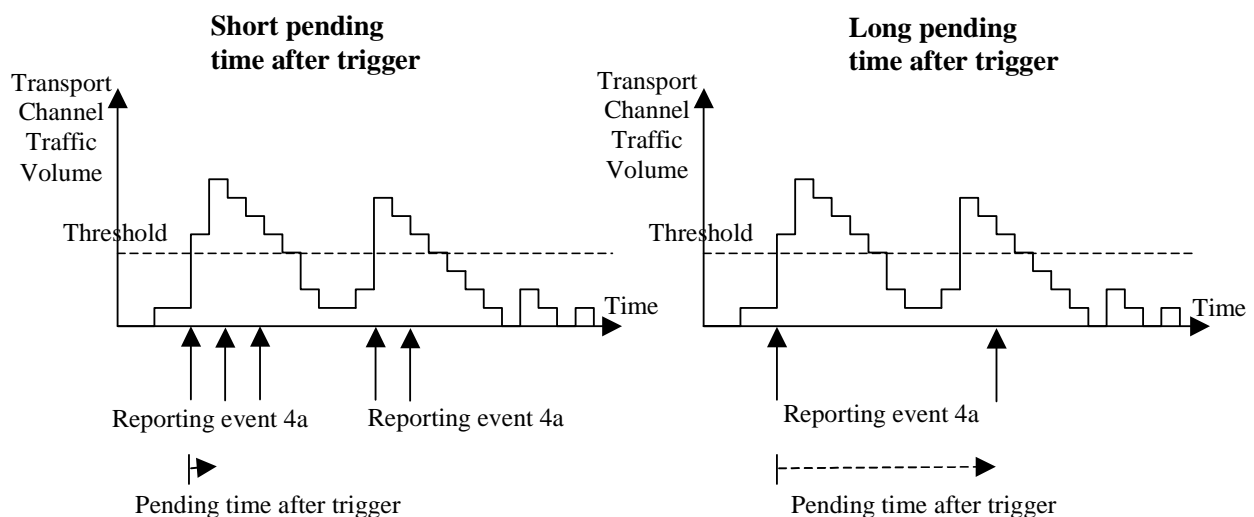 Short pending
time after trigger
Transport
Channel
Traffic
Volume
Threshold
Time
Reporting event 4a
Reporting event 4a
Pending time after trigger
Long pending
time after trigger
Transport
Channel
Traffic
Volume
Threshold
Time
Reporting event 4a
Pending time after trigger